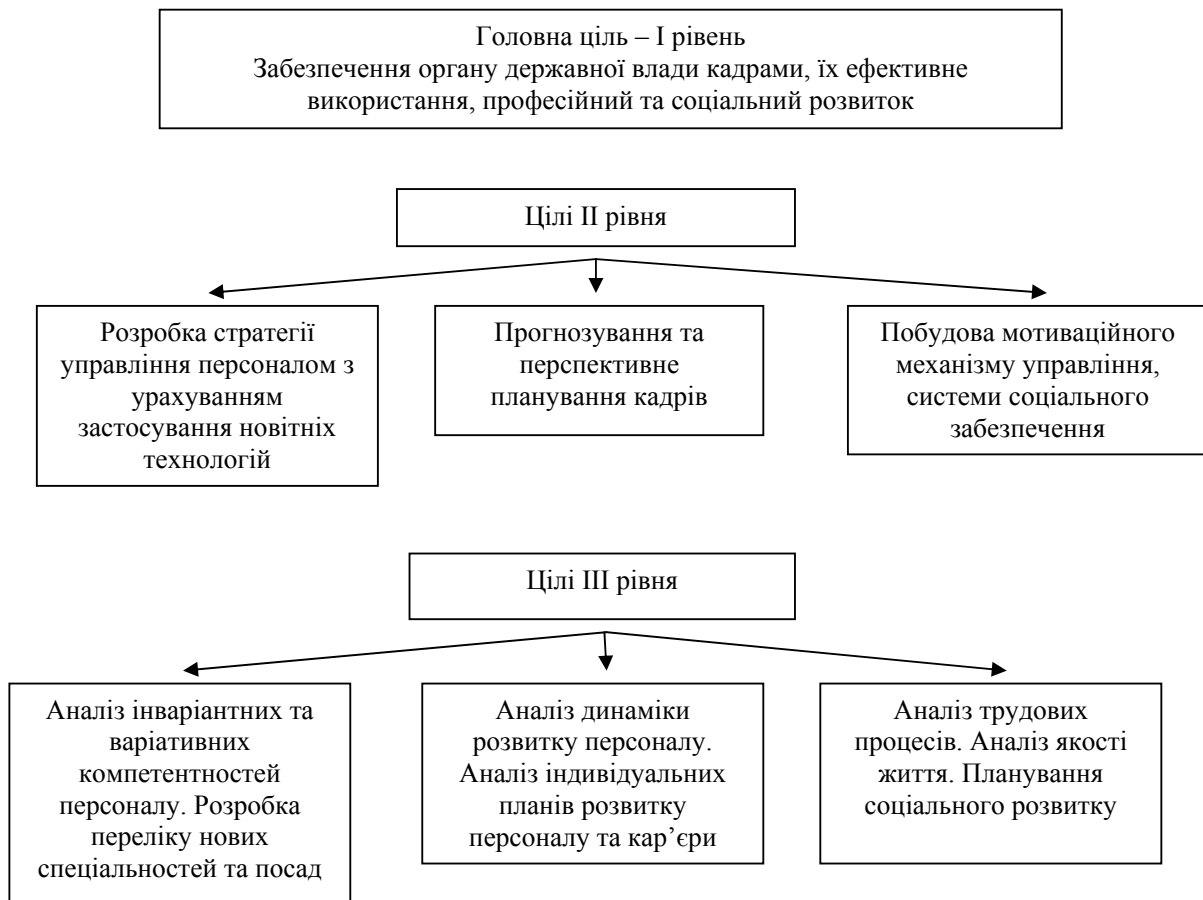 Головна ціль – І рівень
Забезпечення органу державної влади кадрами, їх ефективне
використання, професійний та соціальний розвиток
Цілі ІІ рівня
Розробка стратегії
управління персоналом з
урахуванням
застосування новітніх
технологій
Прогнозування та
перспективне
планування кадрів
Побудова мотиваційного
механізму управління,
системи соціального
забезпечення
Цілі ІІІ рівня
Аналіз інваріантних та
варіативних
компетентностей
персоналу. Розробка
переліку нових
спеціальностей та посад
Аналіз динаміки
розвитку персоналу.
Аналіз індивідуальних
планів розвитку
персоналу та кар’єри
Аналіз трудових
процесів. Аналіз якості
життя. Планування
соціального розвитку